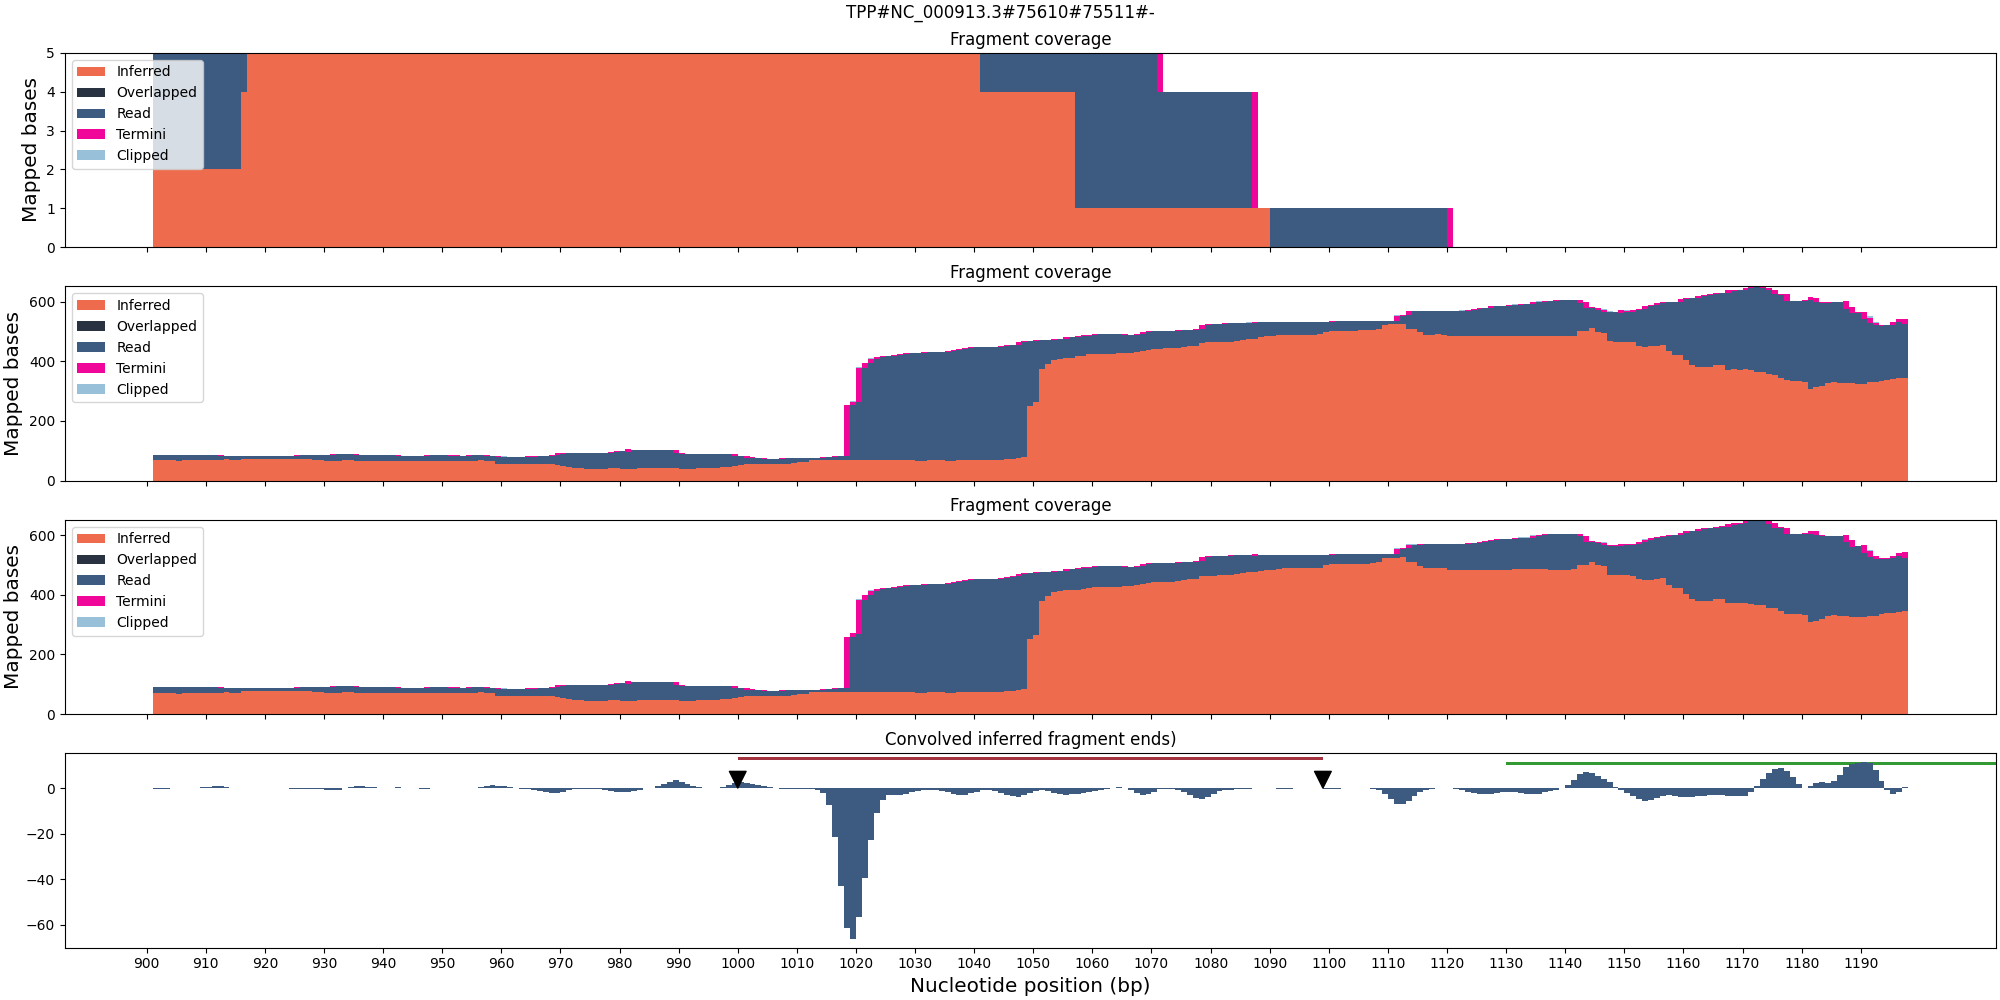 TPP#NC_000913.3#75610#75511#-
Fragment coverage
Mapped bases
5
4
3
2
1
0
Inferred
Overlapped
Read
Termini
Clipped
Fragment coverage
Mapped bases
600
400
200
0
Inferred
Overlapped
Read
Termini
Clipped
Fragment coverage
Mapped bases
600
400
200
0
Inferred
Overlapped
Read
Termini
Clipped
Convolved inferred fragment ends)
0
−20
−40
−60
900 910 920 930 940 950 960 970 980 990 1000 1010 1020 1030 1040 1050 1060 1070 1080 1090 1100 1110 1120 1130 1140 1150 1160 1170 1180 1190
Nucleotide position (bp)